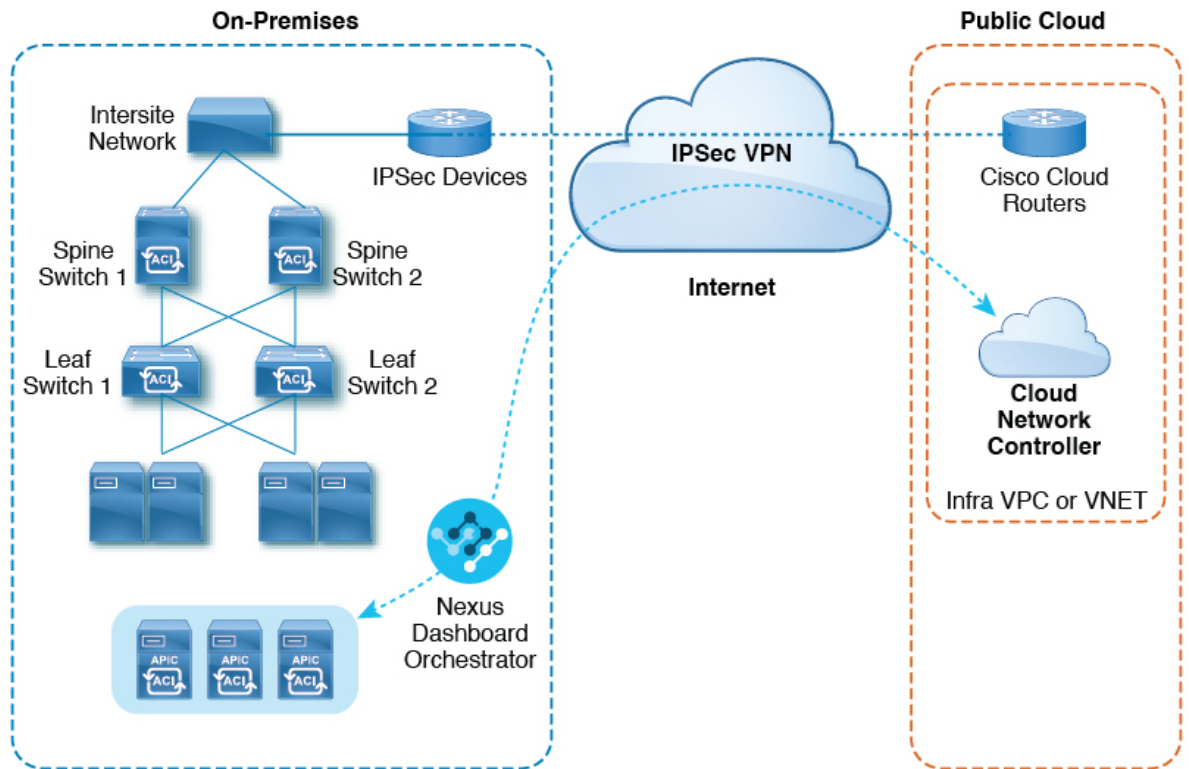 On-Premises
Public Cloud
Intersite
Network
IPSec Devices
IPSec VPN
Cisco Cloud
Routers
Spine
Switch 1
ACI
ACI
Spine
Switch 2
Internet
Leaf
Switch 1
ACI
ACI
Leaf
Switch 2
Cloud
Network
Controller
Infra VPC or VNET
Nexus
Dashboard
Orchestrator
APIC
ACI
APIC
ACI
APIC
ACI